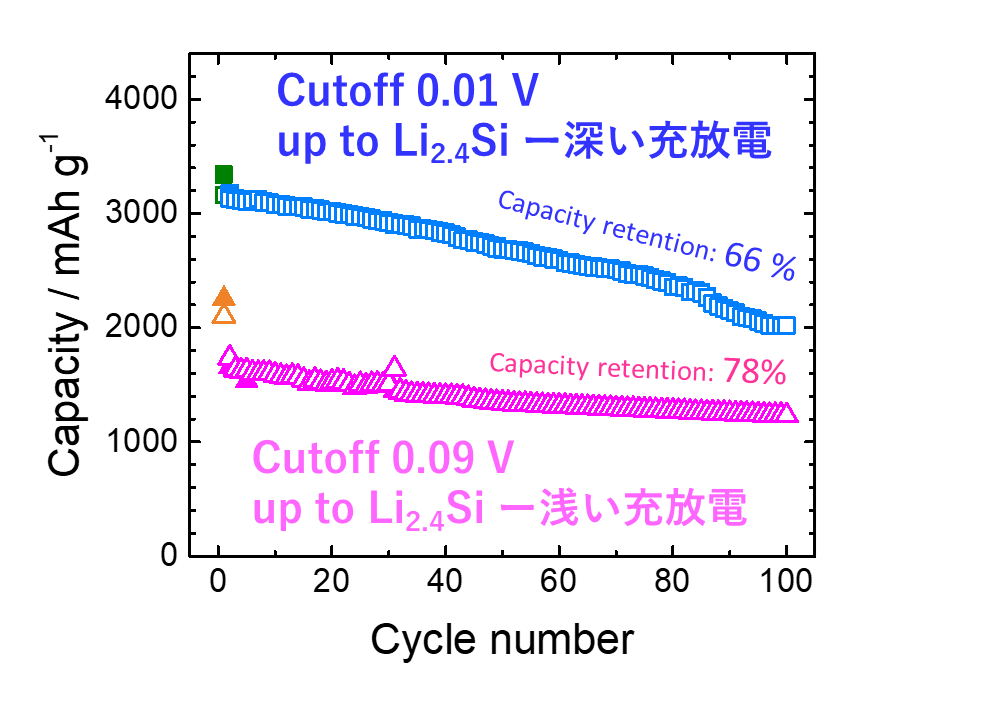 Cutoff 0.01 V
up to Li2.4Si ー深い充放電
Capacity retention: 66 %
Capacity retention: 78%
Cutoff 0.09 V
up to Li2.4Si ー浅い充放電
Capacity / mAh g-1
4000
3000
2000
1000
0
0 20 40 60 80 100
Cycle number